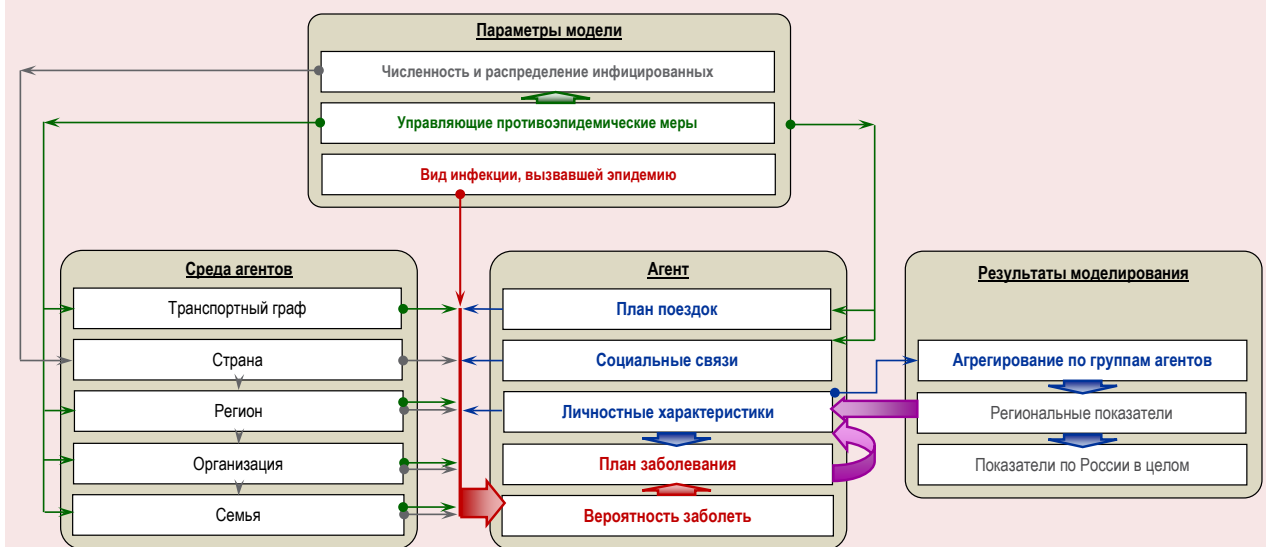 Параметры модели
Численность и распределение инфицированных
Управляющие противоэпидемические меры
Вид инфекции, вызвавшей эпидемию
Среда агентов
Транспортный граф
Страна
Регион
Организация
Семья
Агент
План поездок
Социальные связи
Личностные характеристики
План заболевания
Вероятность заболеть
Результаты моделирования
Агрегирование по группам агентов
Региональные показатели
Показатели по России в целом